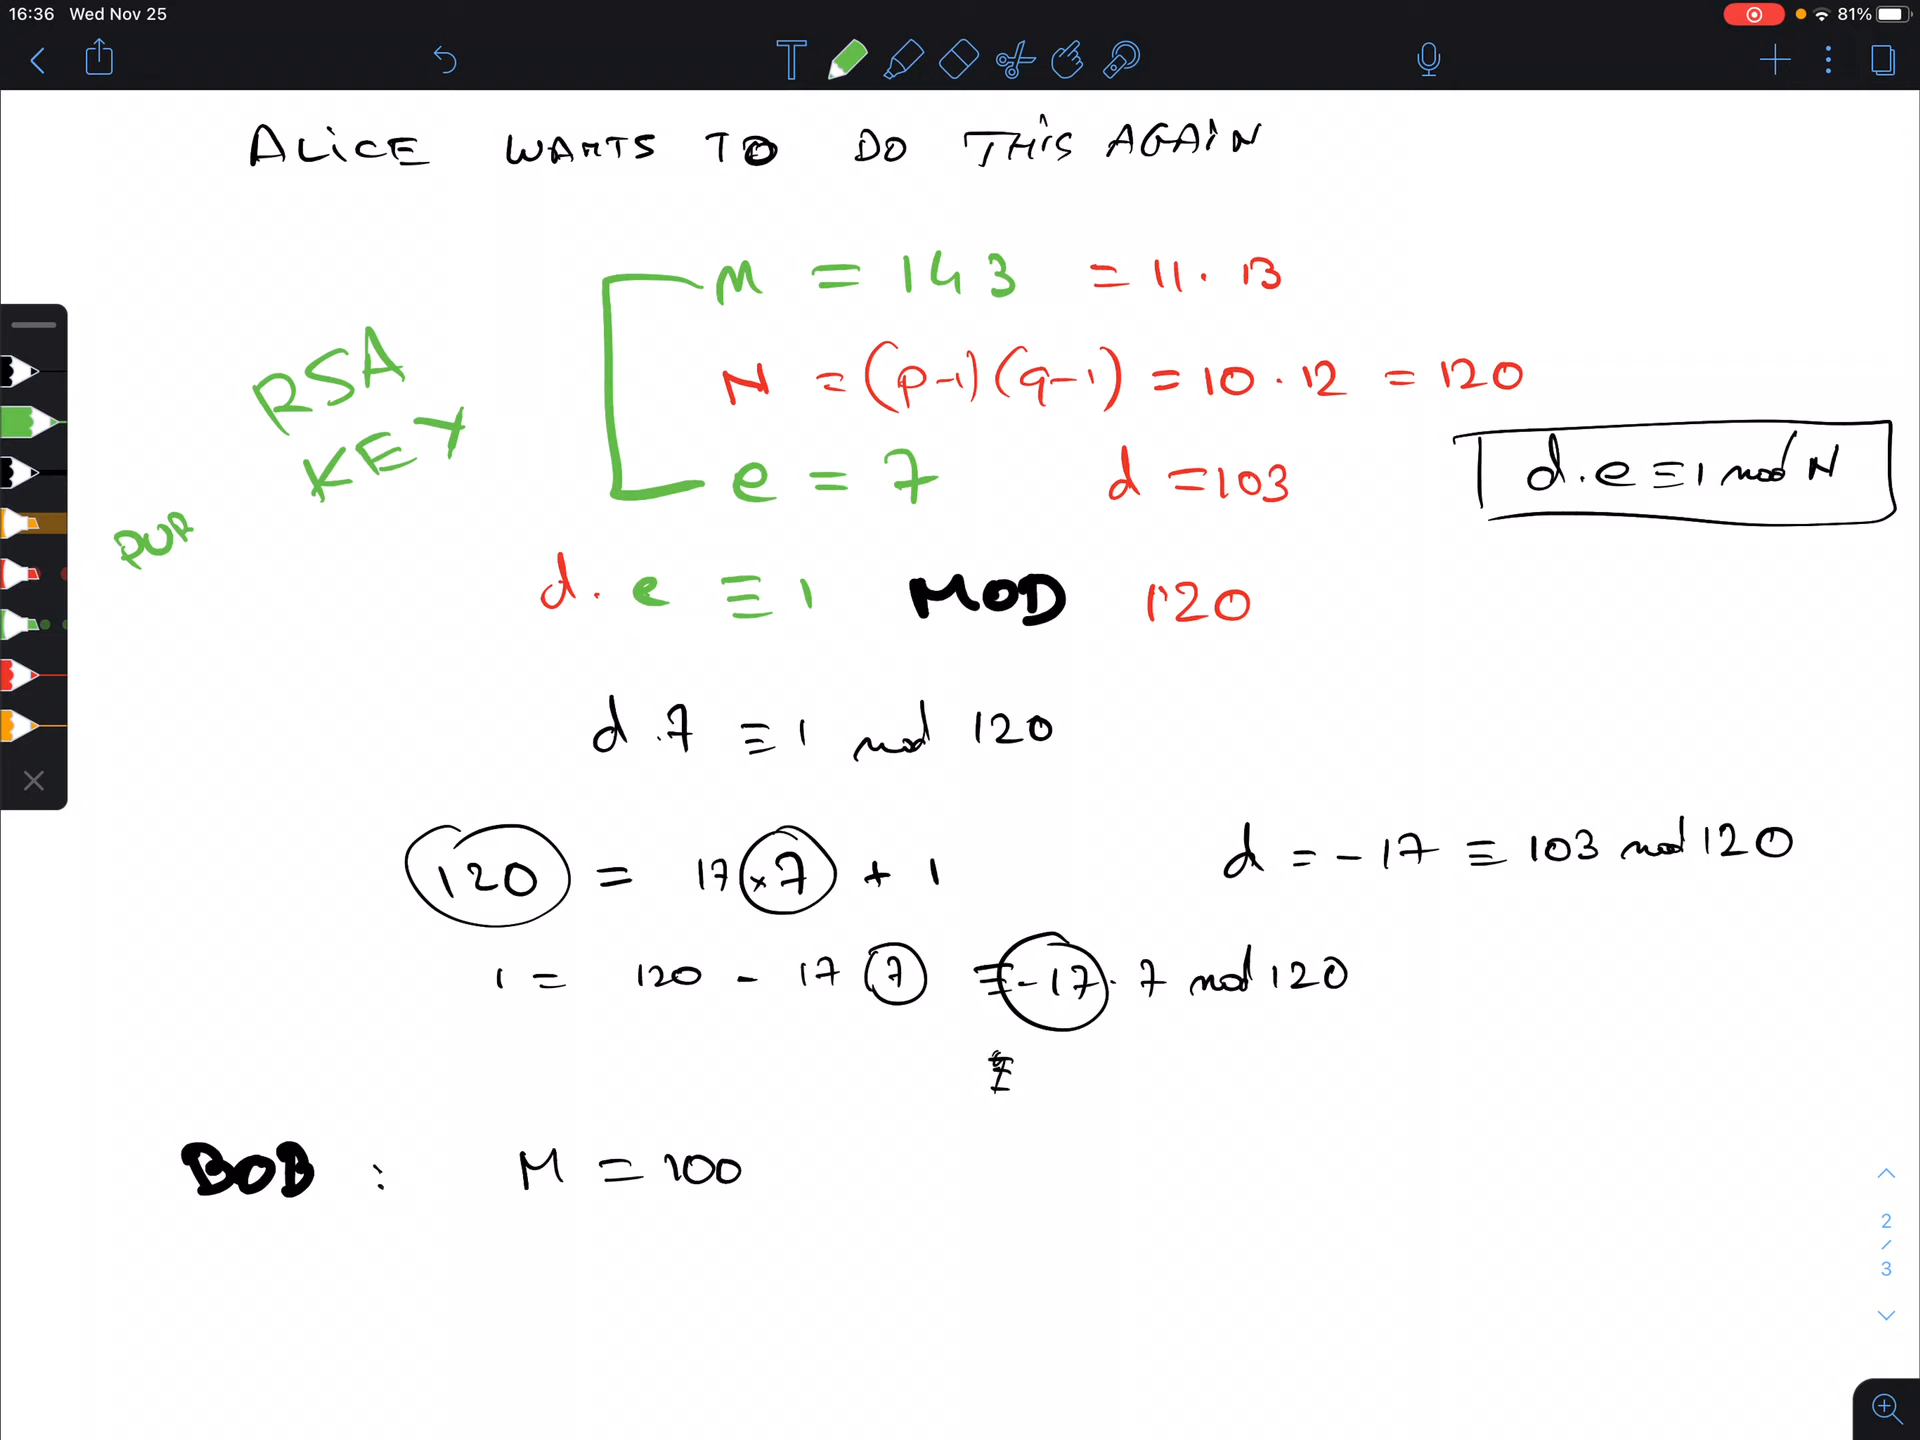 16:36 Wed Nov 25
81%
ALiCE WANTS TO DO THiS AGAiN
m = 143 = 11 · 13
N = (p-1)(q-1) = 10 · 12 = 120
RSA KEY
e = 7 d = 103
d.e ≡ 1 mod N
PUR
d. e ≡ 1 MOD 120
d .7 ≡ 1 mod 120
120 = 17 × 7 + 1
d = - 17 ≡ 103 mod 120
1 = 120 - 17 7 ≡ -17 · 7 mod 120
BOB : M = 100
2
/
3